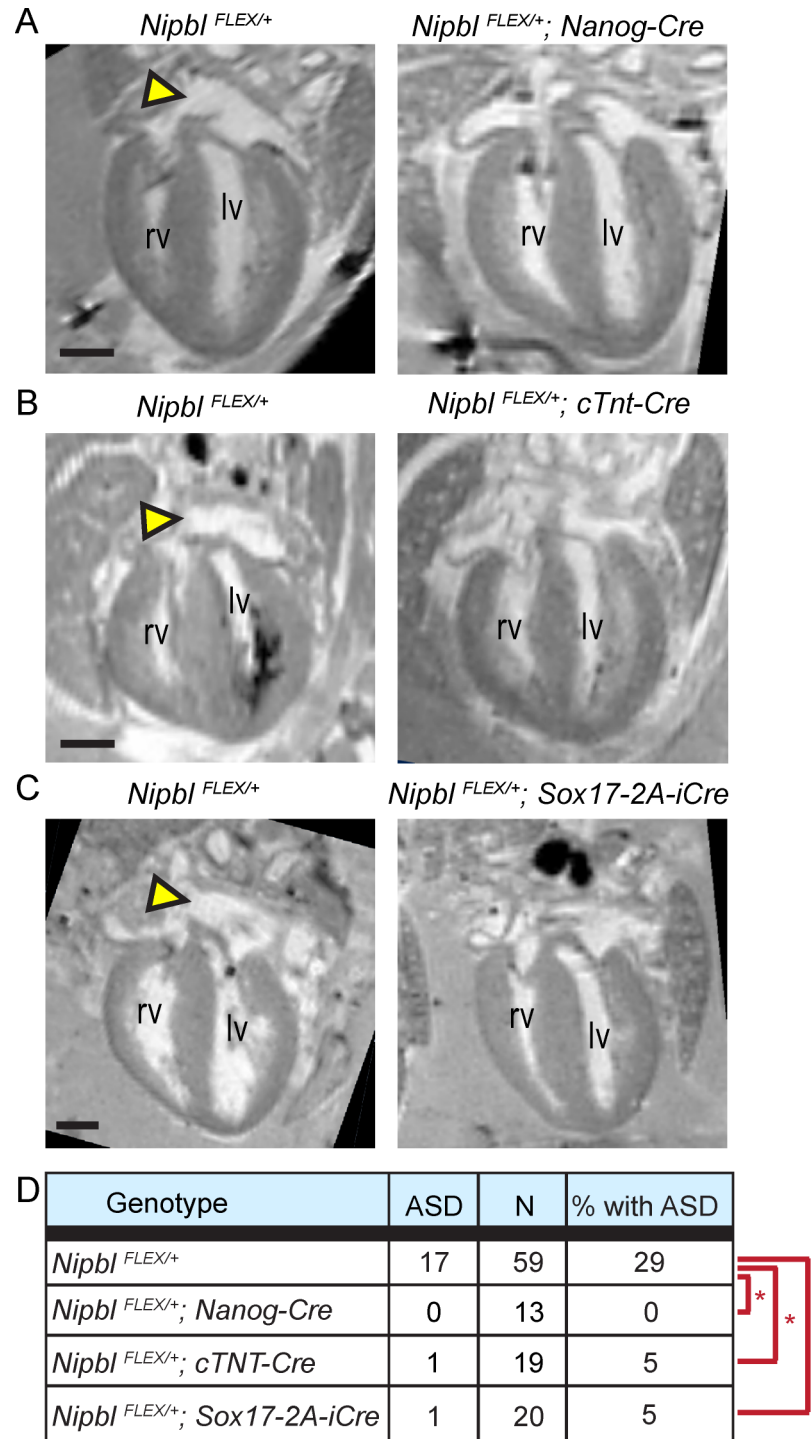 A
Nipbl FLEX/+
Nipbl FLEX/+; Nanog-Cre
rv
lv
rv
lv
B
Nipbl FLEX/+
Nipbl FLEX/+; cTnt-Cre
rv
lv
rv
lv
C
Nipbl FLEX/+
Nipbl FLEX/+; Sox17-2A-iCre
rv
lv
rv
lv
D
Genotype ASD N % with ASD
Nipbl FLEX/+ 17 59 29
Nipbl FLEX/+; Nanog-Cre 0 13 0
Nipbl FLEX/+; cTNT-Cre 1 19 5
Nipbl FLEX/+; Sox17-2A-iCre 1 20 5
*
*